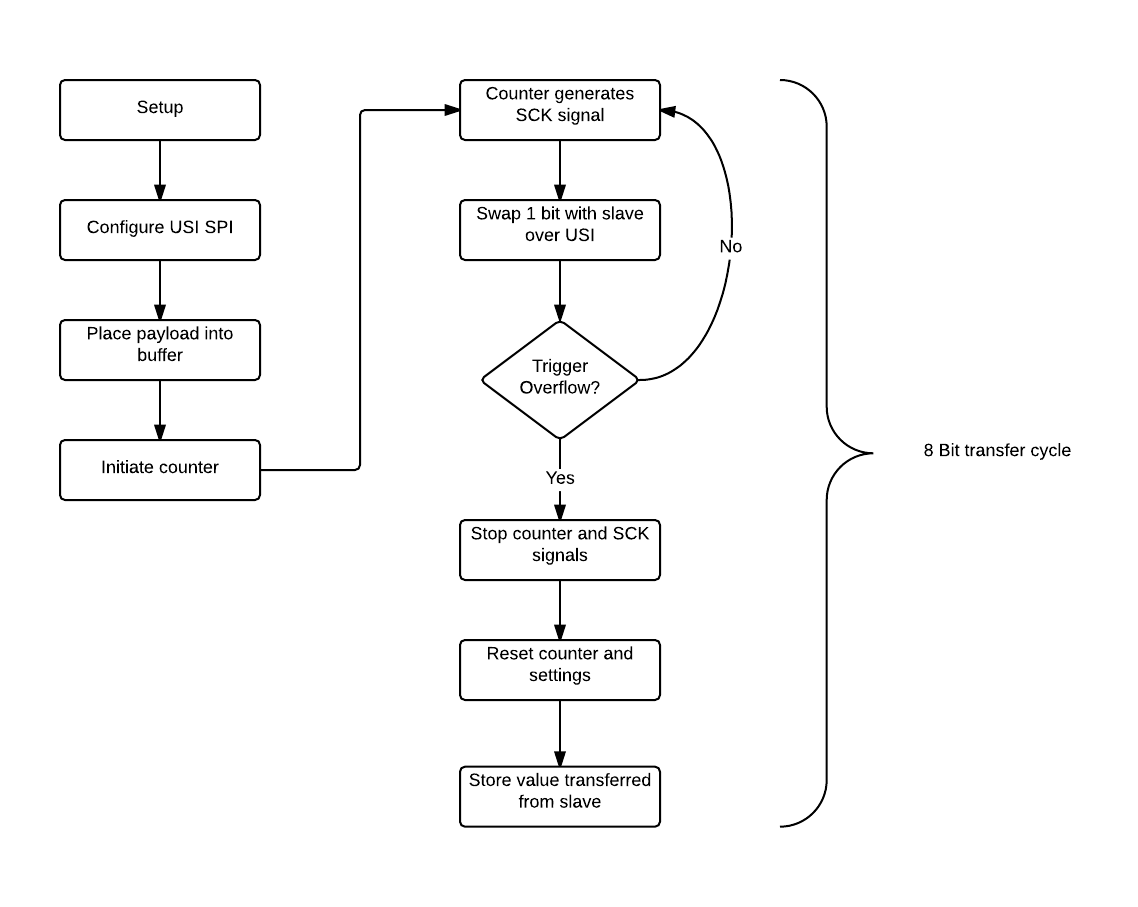 Setup
Configure USI SPI
Place payload into
buffer
Initiate counter
Counter generates
SCK signal
Swap 1 bit with slave
over USI
No
Trigger
Overflow?
Yes
Stop counter and SCK
signals
Reset counter and
settings
Store value transferred
from slave
8 Bit transfer cycle